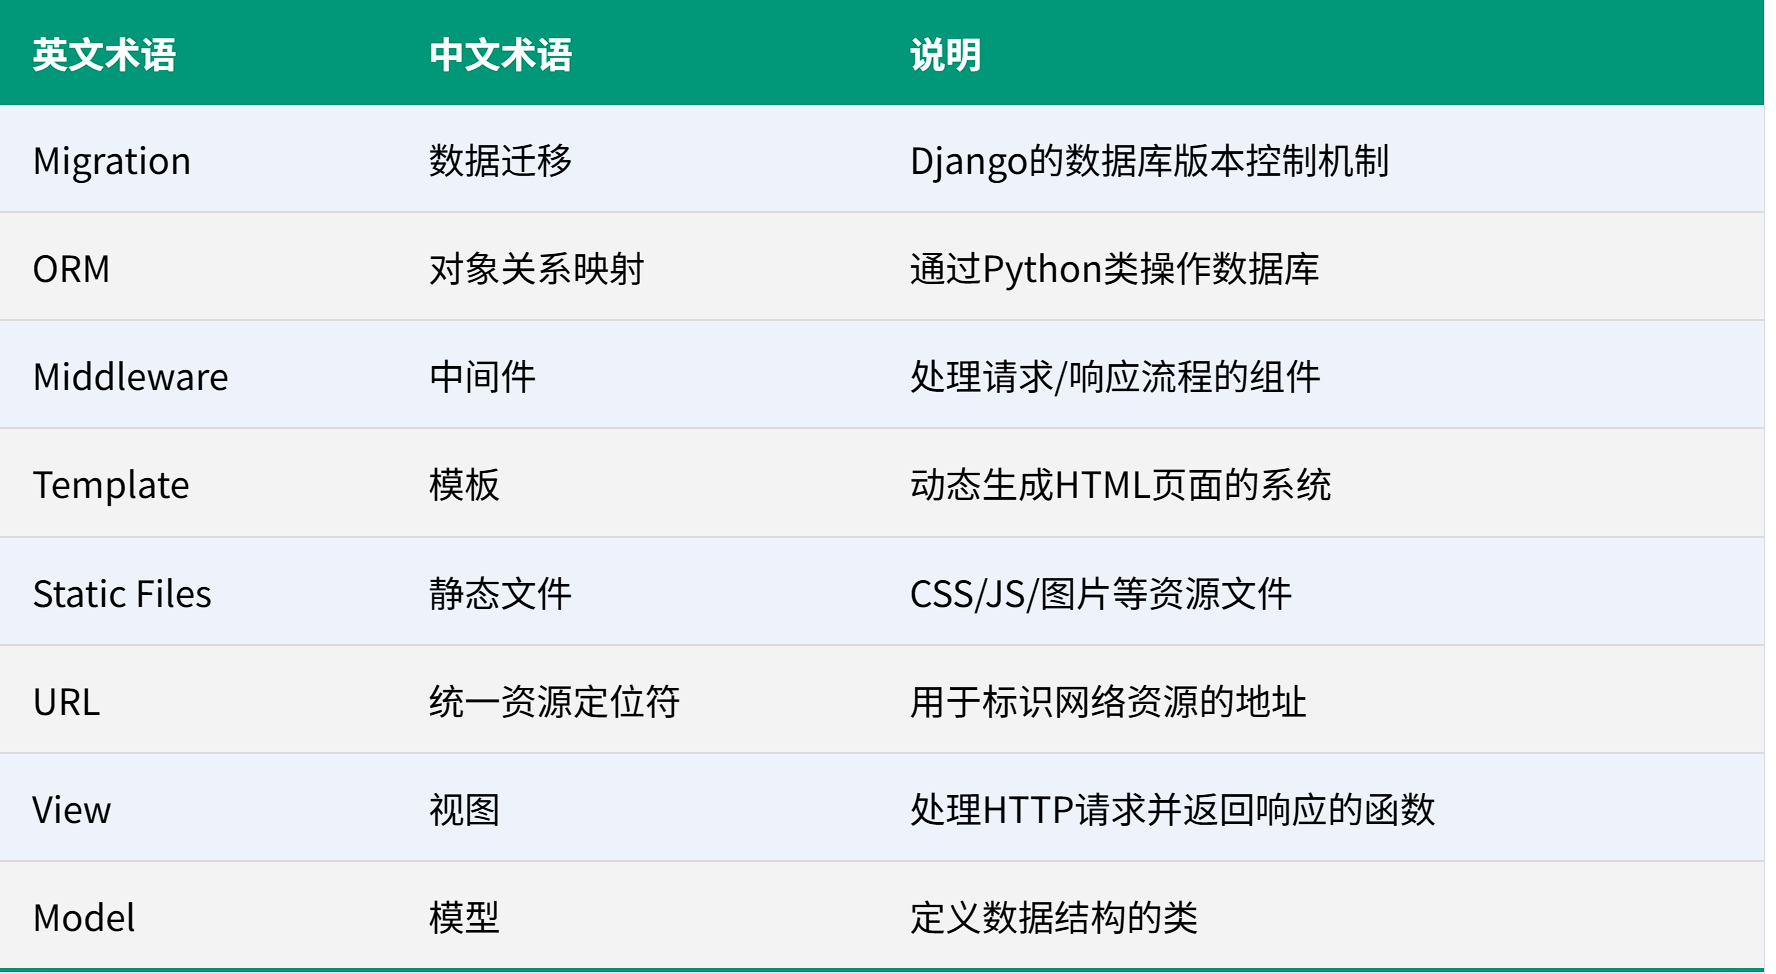 英文术语 中文术语 说明
Migration 数据迁移 Django的数据库版本控制机制
ORM 对象关系映射 通过Python类操作数据库
Middleware 中间件 处理请求/响应流程的组件
Template 模板 动态生成HTML页面的系统
Static Files 静态文件 CSS/JS/图片等资源文件
URL 统一资源定位符 用于标识网络资源的地址
View 视图 处理HTTP请求并返回响应的函数
Model 模型 定义数据结构的类